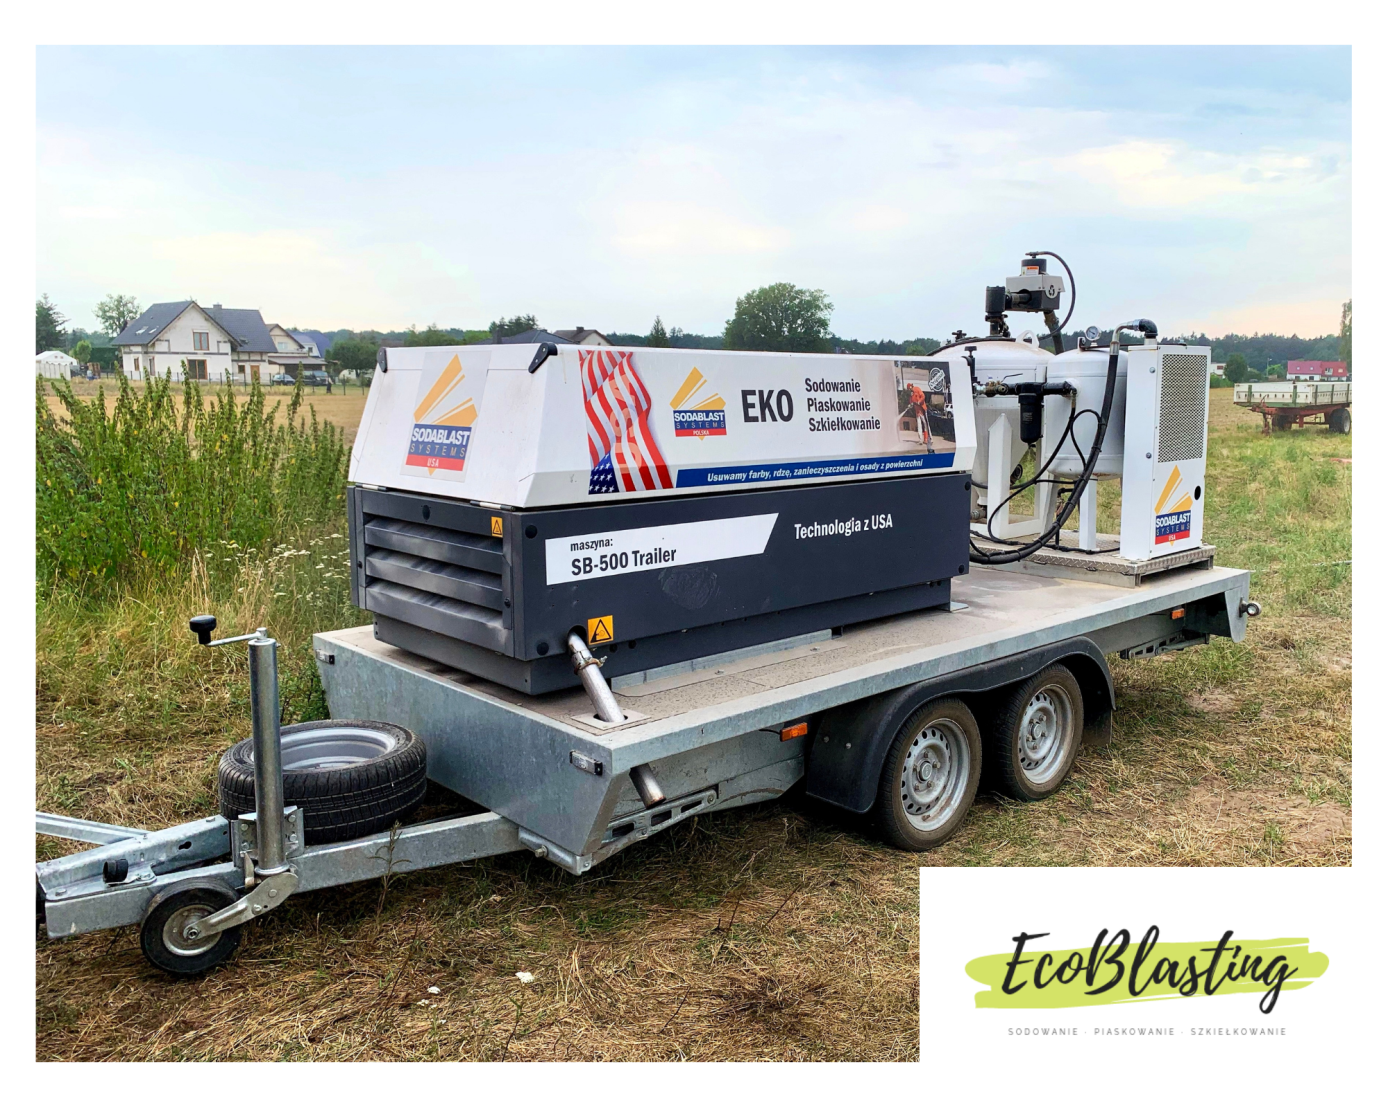 SODABLAST
SYSTEMS
USA
SODABLAST
SYSTEMS
POLSKA
EKO
Sodowanie
Piaskowanie
Szkiełkowanie
Usuwamy farby, rdzę, zanieczyszczenia i osady z powierzchni
maszyna:
SB-500 Trailer
Technologia z USA
SODABLAST
SYSTEMS
USA
EcoBlasting
SODOWANIE · PIASKOWANIE · SZKIEŁKOWANIE